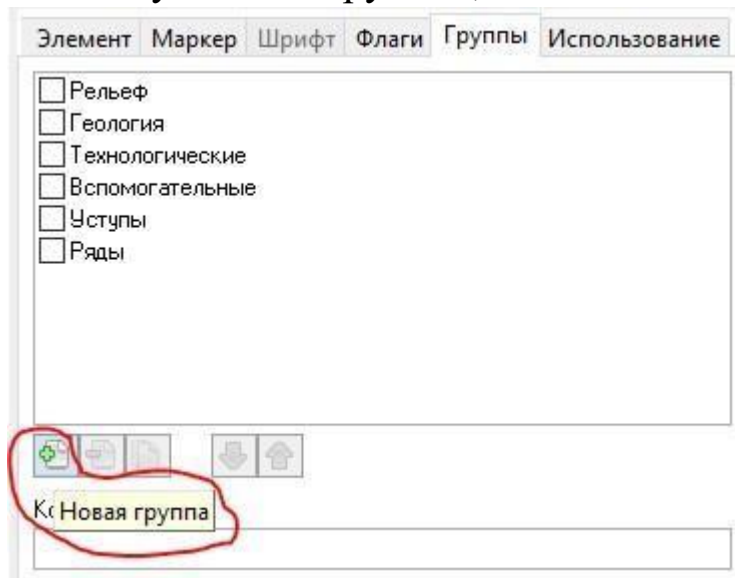 Элемент Маркер Шрифт Флаги Группы Использование
Рельеф
Геология
Технологические
Вспомогательные
Уступы
Ряды
Новая группа